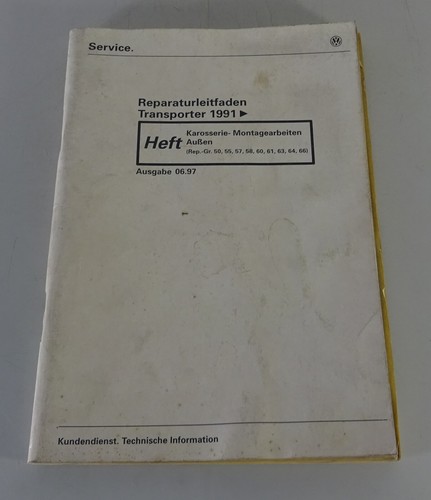 Service.
Reparaturleitfaden
Transporter 1991 ►
Heft
Karosserie- Montagearbeiten
Außen
(Rep.-Gr. 50, 55, 57, 58, 60, 61, 63, 64, 66)
Ausgabe 06.97
Kundendienst. Technische Information